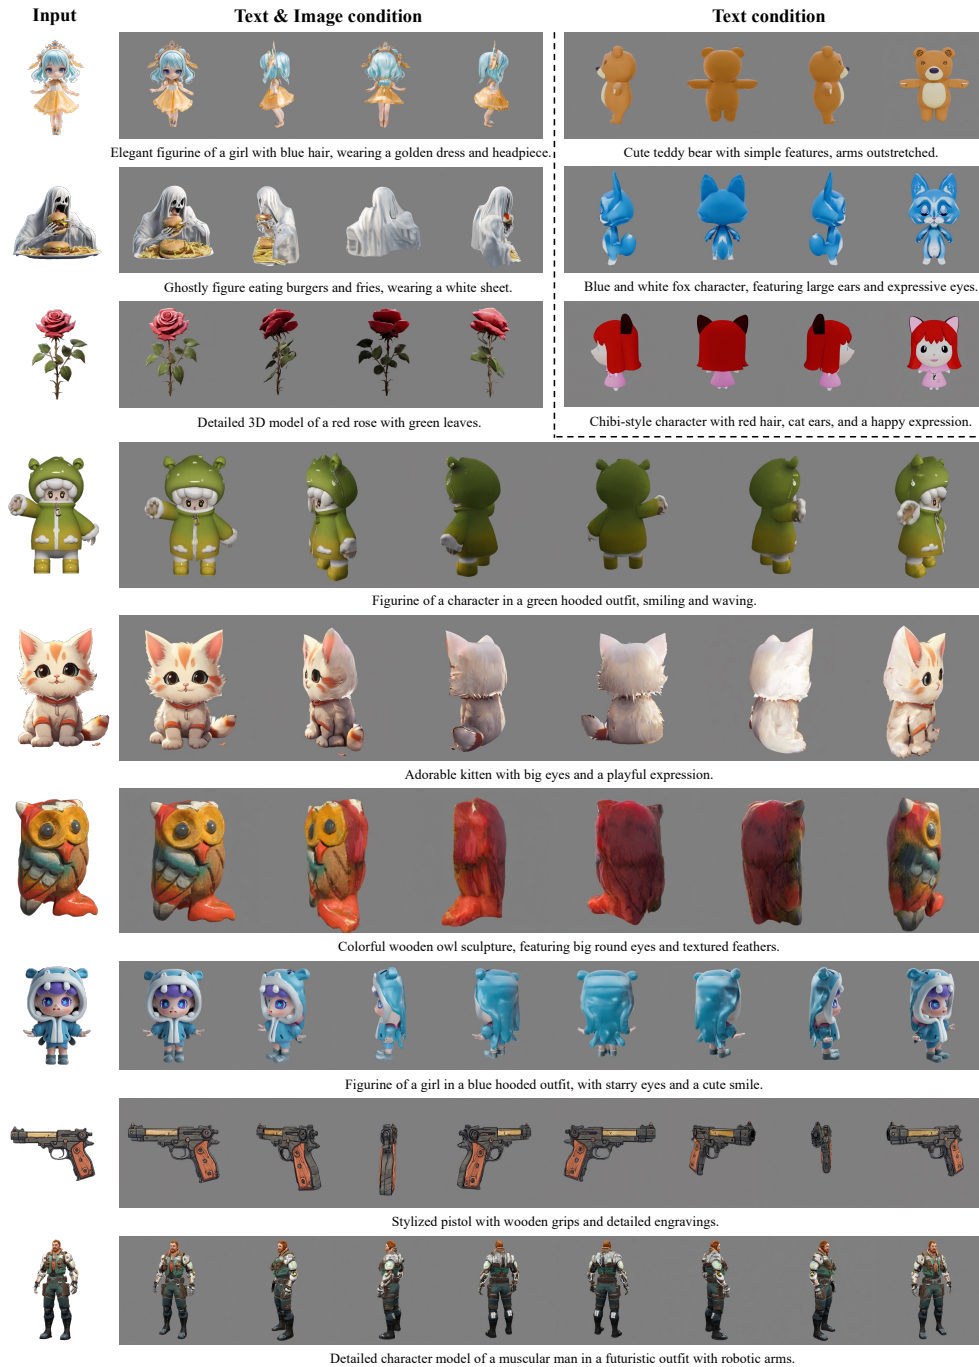 Input
Text & Image condition
Text condition
Elegant figurine of a girl with blue hair, wearing a golden dress and headpiece.
Cute teddy bear with simple features, arms outstretched.
Ghostly figure eating burgers and fries, wearing a white sheet.
Blue and white fox character, featuring large ears and expressive eyes.
Detailed 3D model of a red rose with green leaves.
Chibi-style character with red hair, cat ears, and a happy expression.
Figurine of a character in a green hooded outfit, smiling and waving.
Adorable kitten with big eyes and a playful expression.
Colorful wooden owl sculpture, featuring big round eyes and textured feathers.
Figurine of a girl in a blue hooded outfit, with starry eyes and a cute smile.
Stylized pistol with wooden grips and detailed engravings.
Detailed character model of a muscular man in a futuristic outfit with robotic arms.